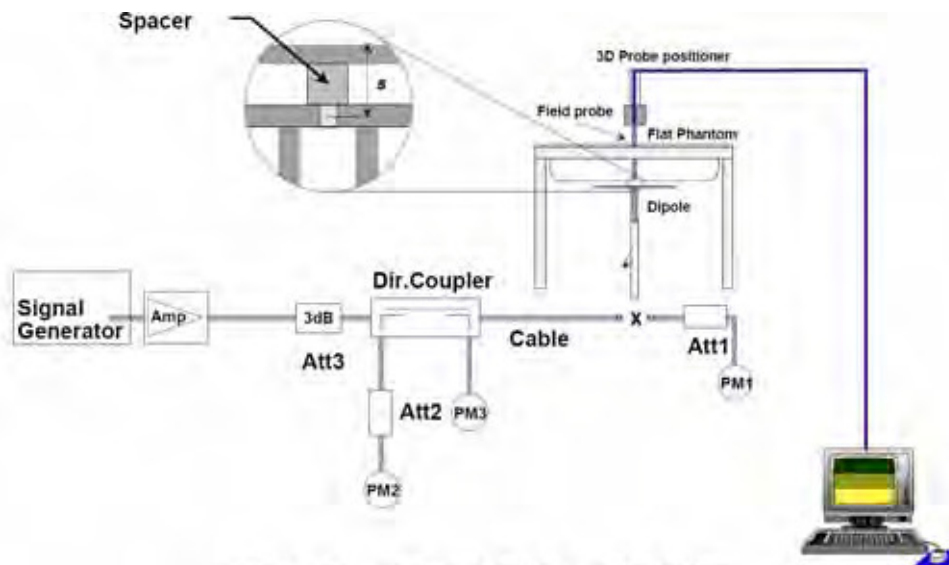 Spacer
s
3D Probe positioner
Field probe
Flat Phantom
Dipole
Signal
Generator
Amp
3dB
Att3
Dir.Coupler
Cable
x
Att1
PM1
Att2
PM3
PM2